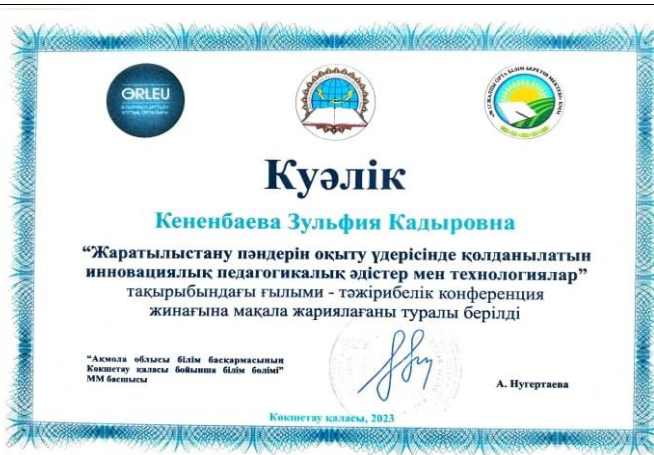 ӨRLEU
Куәлік
Кененбаева Зульфия Кадыровна
“Жаратылыстану пәндерін оқыту үдерісінде қолданылатын
инновациялық педагогикалық әдістер мен технологиялар”
тақырыбындағы ғылыми - тәжірибелік конференция
жинағына мақала жариялағаны туралы берілді
“Ақмола облысы білім басқармасының
Көкшетау қаласы бойынша білім бөлімі”
ММ басшысы
А. Нугертаева
Көкшетау қаласы, 2023